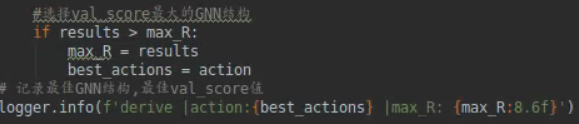 #选择val_score最大的GNN结构
if results > max_R:
max_R = results
best_actions = action
# 记录最佳GNN结构,最佳val_score值
logger.info(f'derive |action:{best_actions} |max_R: {max_R:8.6f}')